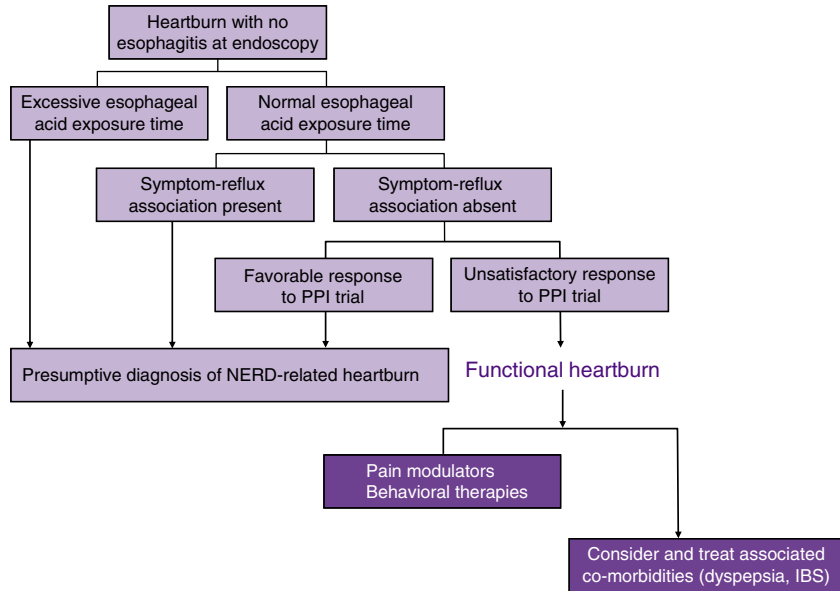 Heartburn with no
esophagitis at endoscopy
Excessive esophageal
acid exposure time
Normal esophageal
acid exposure time
Symptom-reflux
association present
Symptom-reflux
association absent
Favorable response
to PPI trial
Unsatisfactory response
to PPI trial
Presumptive diagnosis of NERD-related heartburn
Functional heartburn
Pain modulators
Behavioral therapies
Consider and treat associated
co-morbidities (dyspepsia, IBS)